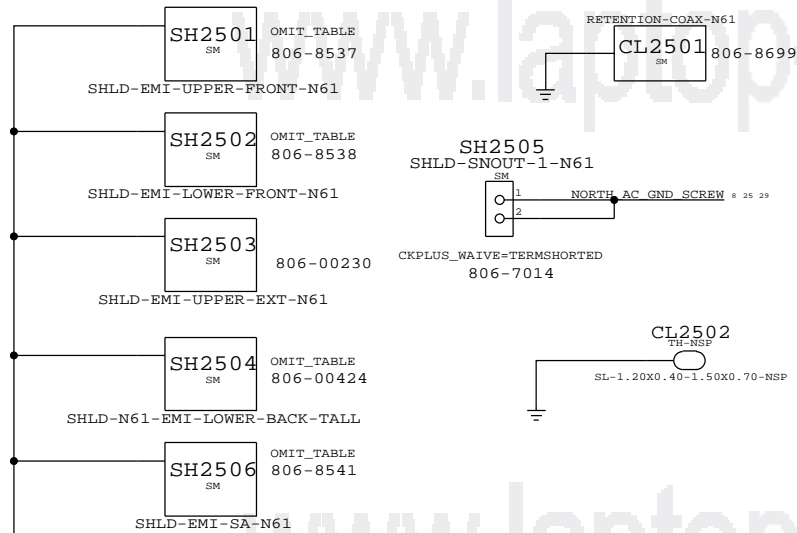 www.laptop
SH2501
SM
OMIT_TABLE
806-8537
SHLD-EMI-UPPER-FRONT-N61
SH2502
SM
OMIT_TABLE
806-8538
SHLD-EMI-LOWER-FRONT-N61
SH2503
SM
806-00230
SHLD-EMI-UPPER-EXT-N61
SH2504
SM
OMIT_TABLE
806-00424
SHLD-N61-EMI-LOWER-BACK-TALL
SH2506
SM
OMIT_TABLE
806-8541
SHLD-EMI-SA-N61
RETENTION-COAX-N61
CL2501
SM
806-8699
SH2505
SHLD-SNOUT-1-N61
SM
1
NORTH_AC_GND_SCREW 8 25 29
2
CKPLUS_WAIVE=TERMSHORTED
806-7014
CL2502
TH-NSP
SL-1.20X0.40-1.50X0.70-NSP
www.laptop